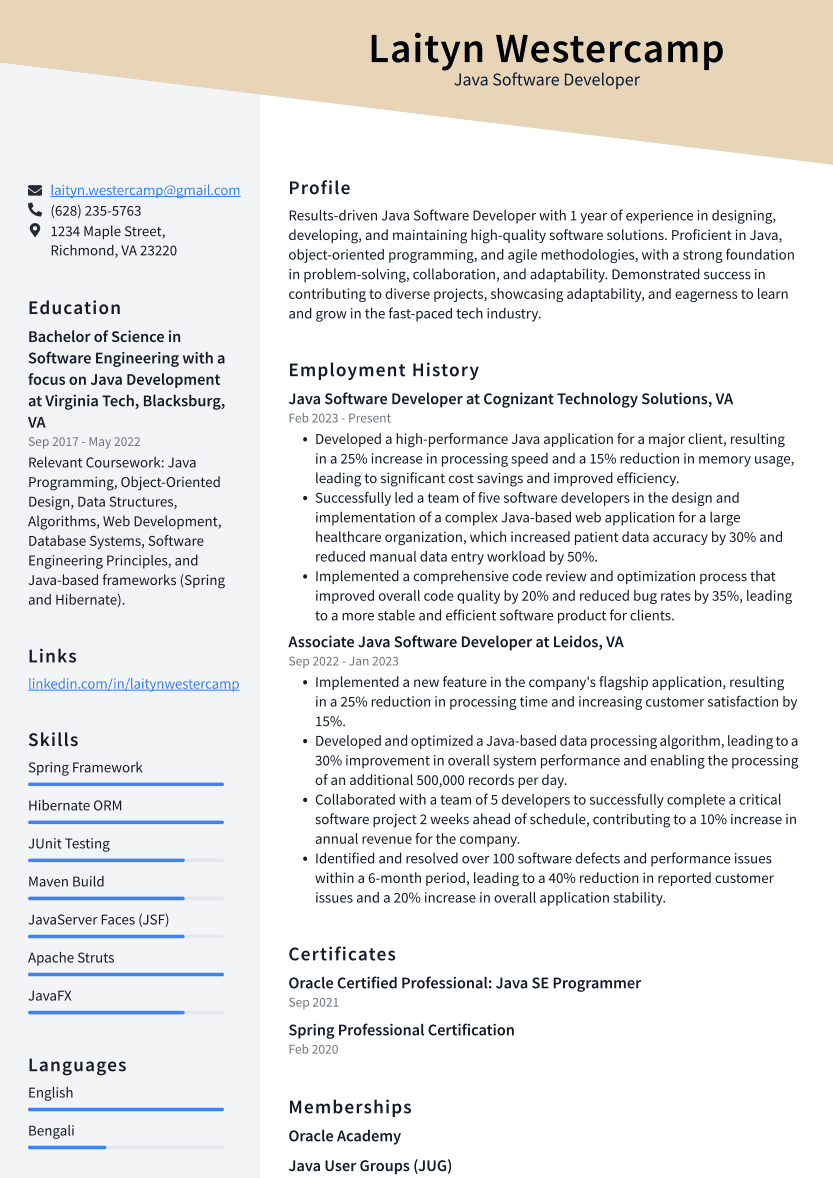 Laityn Westercamp
Java Software Developer
laityn.westercamp@gmail.com
(628) 235-5763
1234 Maple Street,
Richmond, VA 23220
Education
Bachelor of Science in
Software Engineering with a
focus on Java Development
at Virginia Tech, Blacksburg,
VA
Sep 2017 - May 2022
Relevant Coursework: Java
Programming, Object-Oriented
Design, Data Structures,
Algorithms, Web Development,
Database Systems, Software
Engineering Principles, and
Java-based frameworks (Spring
and Hibernate).
Links
linkedin.com/in/laitynwestercamp
Skills
Spring Framework
Hibernate ORM
JUnit Testing
Maven Build
JavaServer Faces (JSF)
Apache Struts
JavaFX
Languages
English
Bengali
Profile
Results-driven Java Software Developer with 1 year of experience in designing,
developing, and maintaining high-quality software solutions. Proficient in Java,
object-oriented programming, and agile methodologies, with a strong foundation
in problem-solving, collaboration, and adaptability. Demonstrated success in
contributing to diverse projects, showcasing adaptability, and eagerness to learn
and grow in the fast-paced tech industry.
Employment History
Java Software Developer at Cognizant Technology Solutions, VA
Feb 2023 - Present
• Developed a high-performance Java application for a major client, resulting
in a 25% increase in processing speed and a 15% reduction in memory usage,
leading to significant cost savings and improved efficiency.
• Successfully led a team of five software developers in the design and
implementation of a complex Java-based web application for a large
healthcare organization, which increased patient data accuracy by 30% and
reduced manual data entry workload by 50%.
• Implemented a comprehensive code review and optimization process that
improved overall code quality by 20% and reduced bug rates by 35%, leading
to a more stable and efficient software product for clients.
Associate Java Software Developer at Leidos, VA
Sep 2022 - Jan 2023
• Implemented a new feature in the company's flagship application, resulting
in a 25% reduction in processing time and increasing customer satisfaction by
15%.
• Developed and optimized a Java-based data processing algorithm, leading to a
30% improvement in overall system performance and enabling the processing
of an additional 500,000 records per day.
• Collaborated with a team of 5 developers to successfully complete a critical
software project 2 weeks ahead of schedule, contributing to a 10% increase in
annual revenue for the company.
• Identified and resolved over 100 software defects and performance issues
within a 6-month period, leading to a 40% reduction in reported customer
issues and a 20% increase in overall application stability.
Certificates
Oracle Certified Professional: Java SE Programmer
Sep 2021
Spring Professional Certification
Feb 2020
Memberships
Oracle Academy
Java User Groups (JUG)